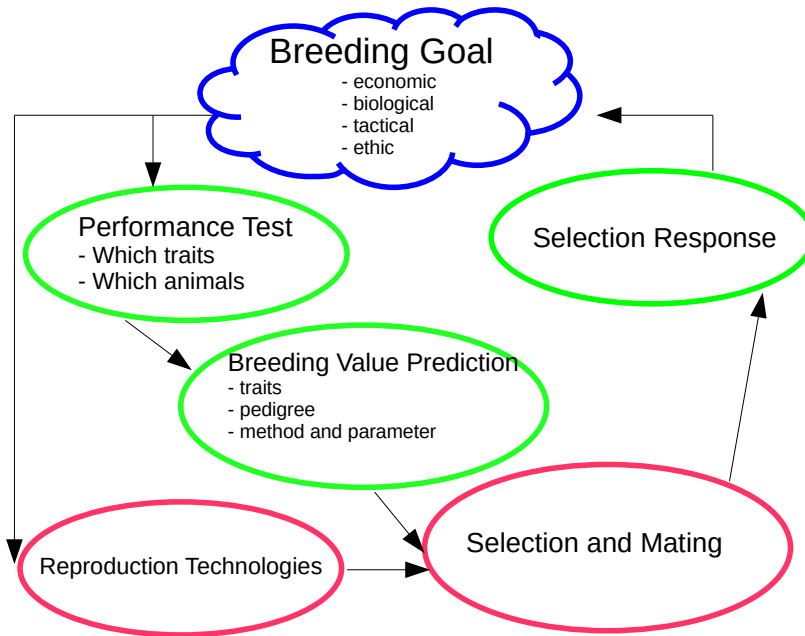 Breeding Goal
- economic
- biological
- tactical
- ethic
Performance Test
- Which traits
- Which animals
Selection Response
Breeding Value Prediction
- traits
- pedigree
- method and parameter
Selection and Mating
Reproduction Technologies